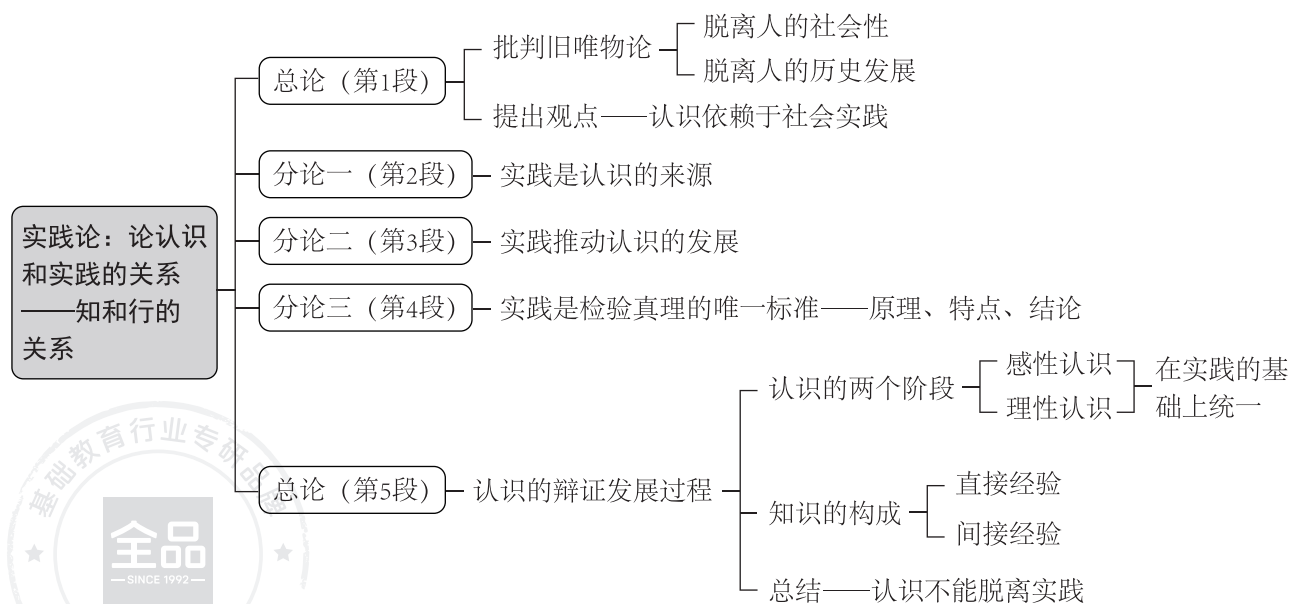 实践论：论认识
和实践的关系
——知和行的
关系
总论（第1段）
批判旧唯物论
脱离人的社会性
脱离人的历史发展
提出观点——认识依赖于社会实践
分论一（第2段）
实践是认识的来源
分论二（第3段）
实践推动认识的发展
分论三（第4段）
实践是检验真理的唯一标准——原理、特点、结论
总论（第5段）
认识的辩证发展过程
认识的两个阶段
感性认识
理性认识
在实践的基
础上统一
知识的构成
直接经验
间接经验
总结——认识不能脱离实践
基础教育行业专研品牌
全品
—SINCE 1992—